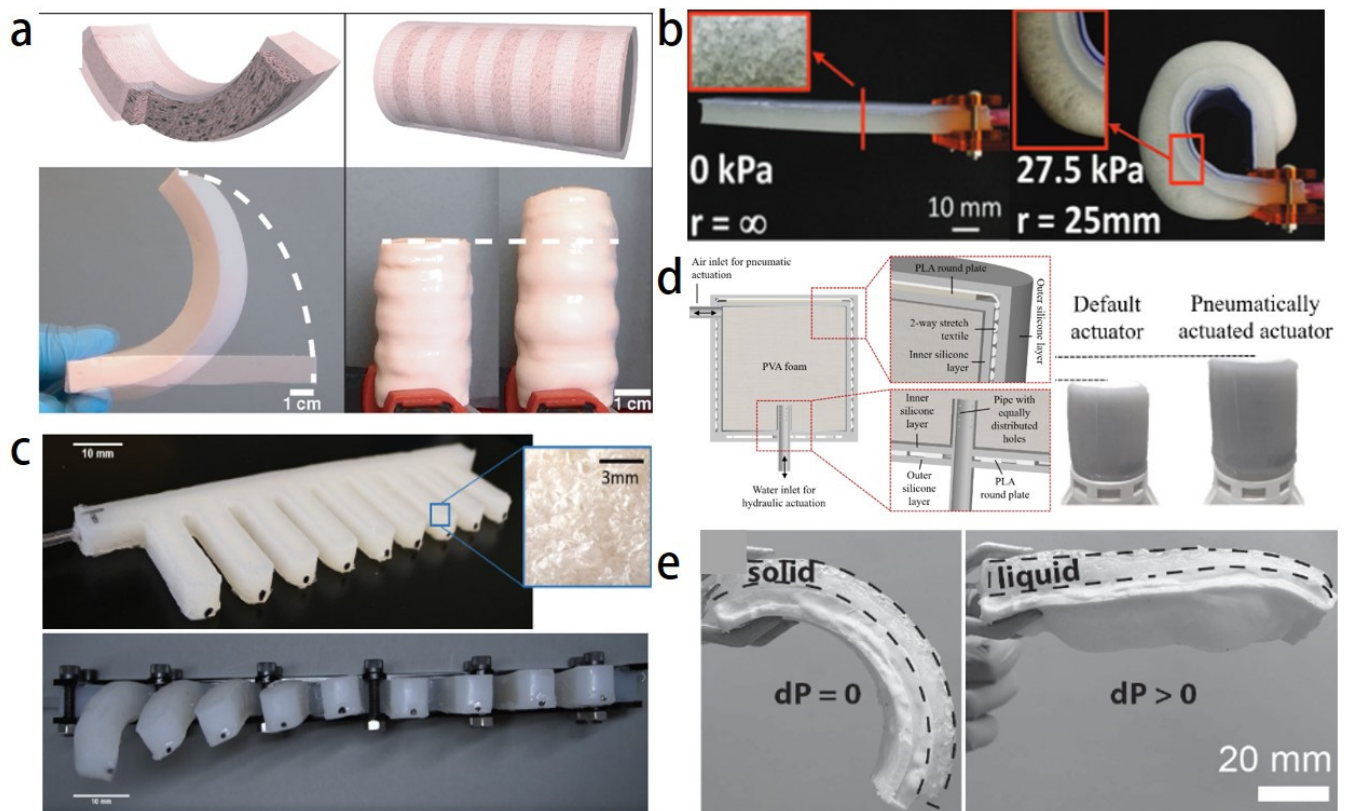 a
1 cm
1 cm
b
0 kPa
r = ∞
10 mm
27.5 kPa
r = 25mm
c
10 mm
3mm
10 mm
d
Air inlet for pneumatic
actuation
PVA foam
Water inlet for
hydraulic actuation
PLA round plate
2-way stretch
textile
Inner silicone
layer
Outer silicone layer
Inner
silicone
layer
Pipe with
equally
distributed
holes
Outer
silicone layer
PLA
round plate
Default
actuator
Pneumatically
actuated actuator
e
solid
dP = 0
liquid
dP > 0
20 mm